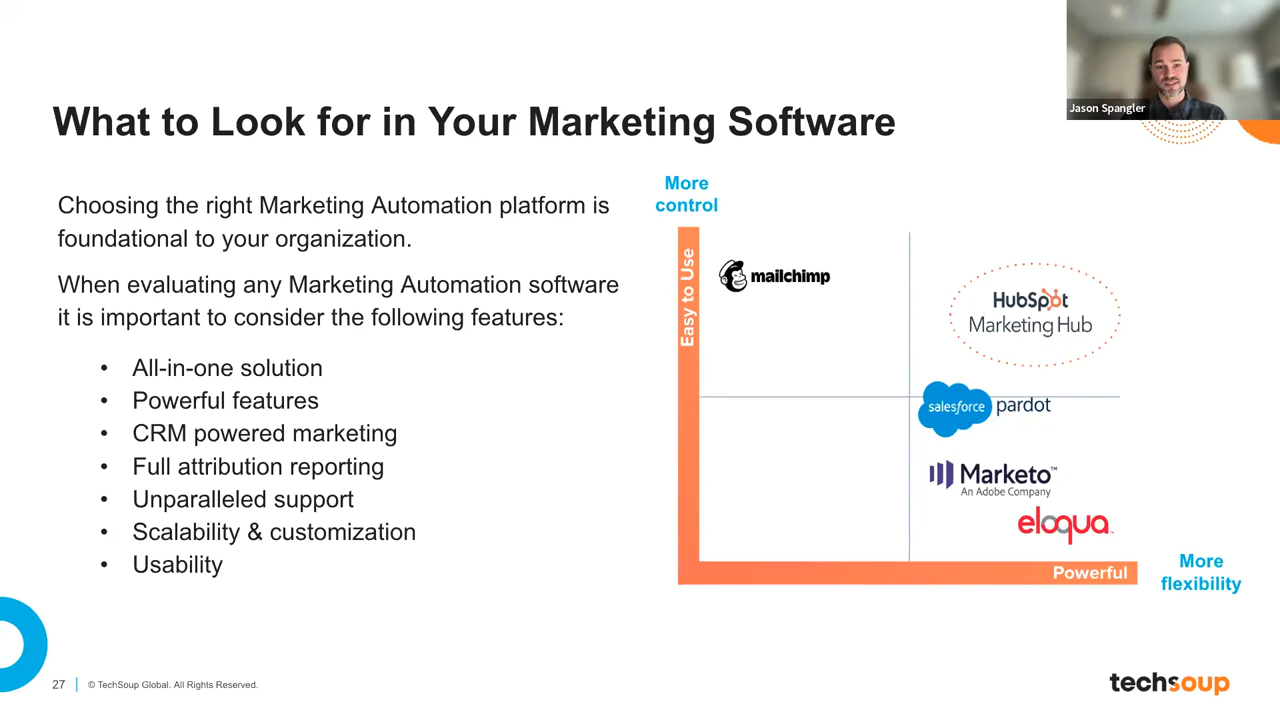 Jason Spangler
What to Look for in Your Marketing Software
Choosing the right Marketing Automation platform is
foundational to your organization.
When evaluating any Marketing Automation software
it is important to consider the following features:
• All-in-one solution
• Powerful features
• CRM powered marketing
• Full attribution reporting
• Unparalleled support
• Scalability & customization
• Usability
More
control
Easy to Use
mailchimp
HubSpot
Marketing Hub
salesforce pardot
Marketo™
An Adobe Company
eloqua™
Powerful
More
flexibility
27
© TechSoup Global. All Rights Reserved.
techsoup